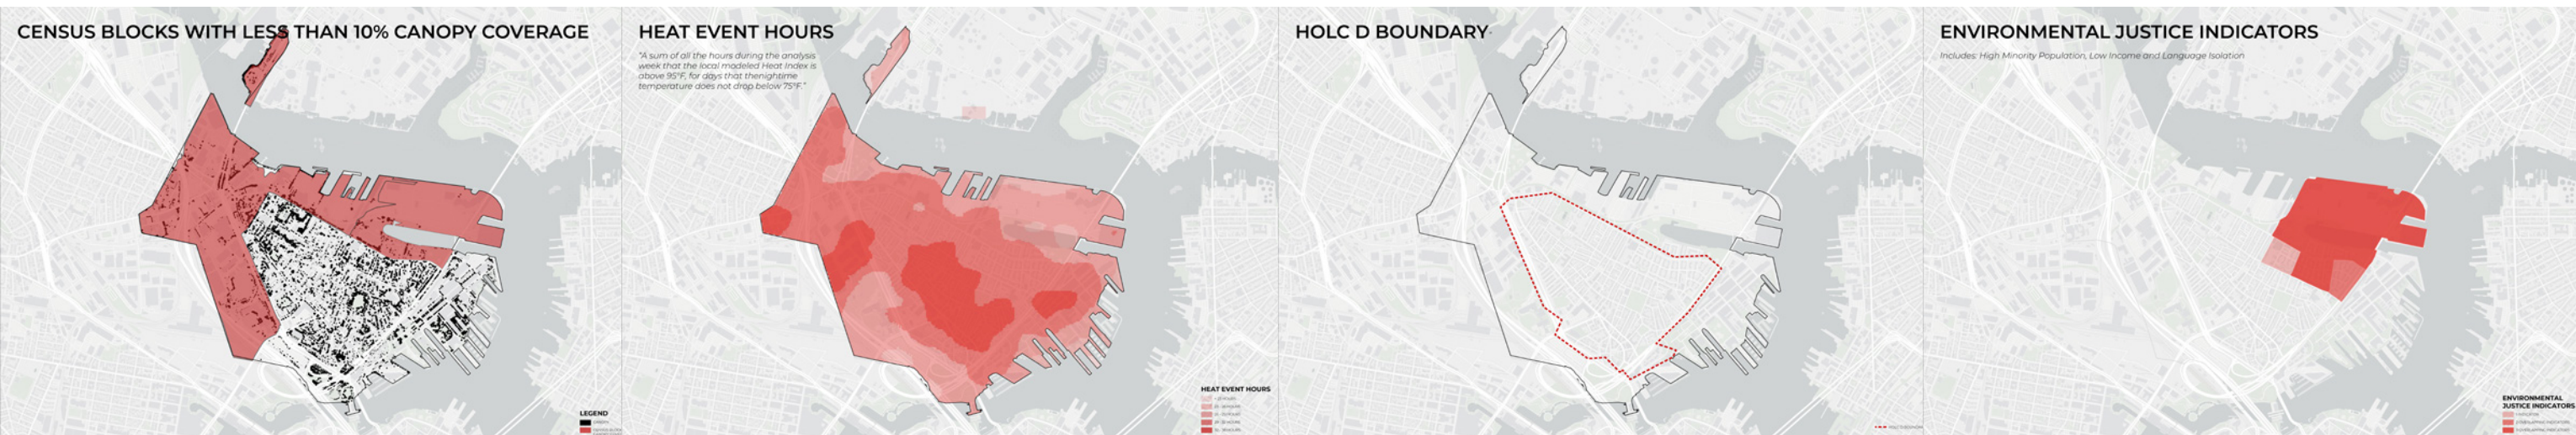 CENSUS BLOCKS WITH LESS THAN 10% CANOPY COVERAGE
LEGEND
HEAT EVENT HOURS
"A sum of all the hours during the analysis
week that the local modeled Heat Index is
above 95°F, for days that thenightime
temperature does not drop below 75°F."
HEAT EVENT HOURS
HOLC D BOUNDARY
ENVIRONMENTAL JUSTICE INDICATORS
Includes: High Minority Population, Low Income and Language Isolation
ENVIRONMENTAL
JUSTICE INDICATORS